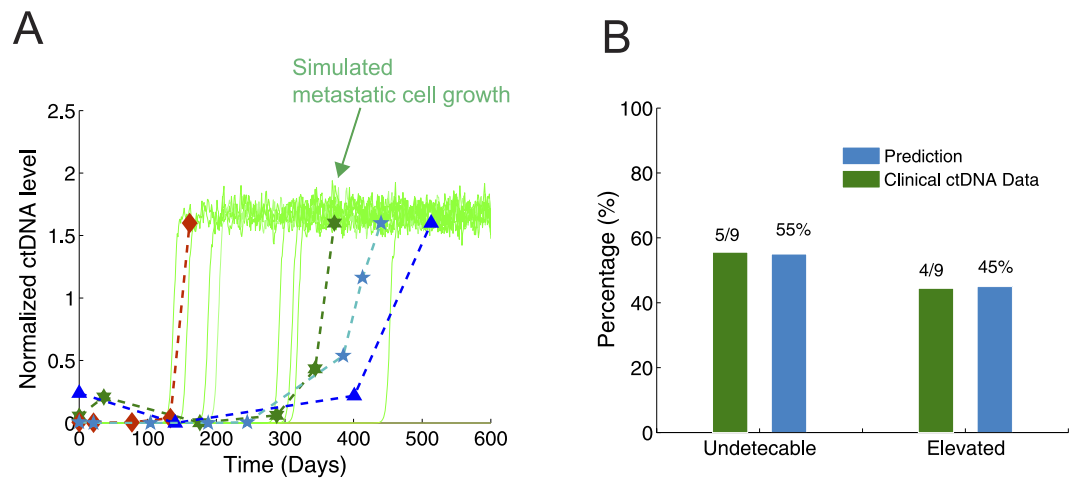 A
Simulated
metastatic cell growth
2.5
2
1.5
1
0.5
0
Normalized ctDNA level
0 100 200 300 400 500 600
Time (Days)
B
100
80
60
40
20
0
Percentage (%)
Prediction
Clinical ctDNA Data
5/9 55%
4/9 45%
Undetecable Elevated